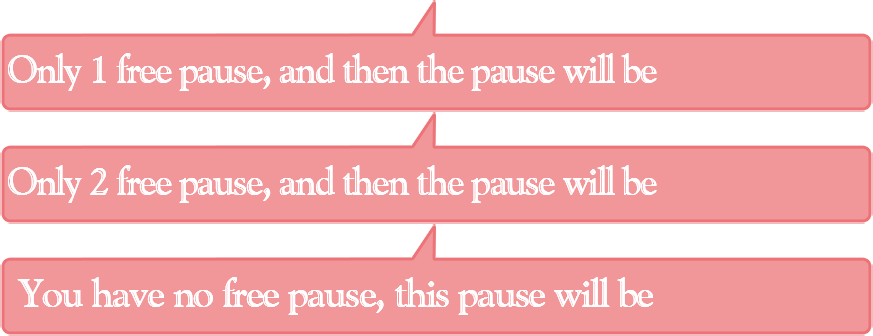 Only 1 free pause, and then the pause will be
Only 2 free pause, and then the pause will be
You have no free pause, this pause will be